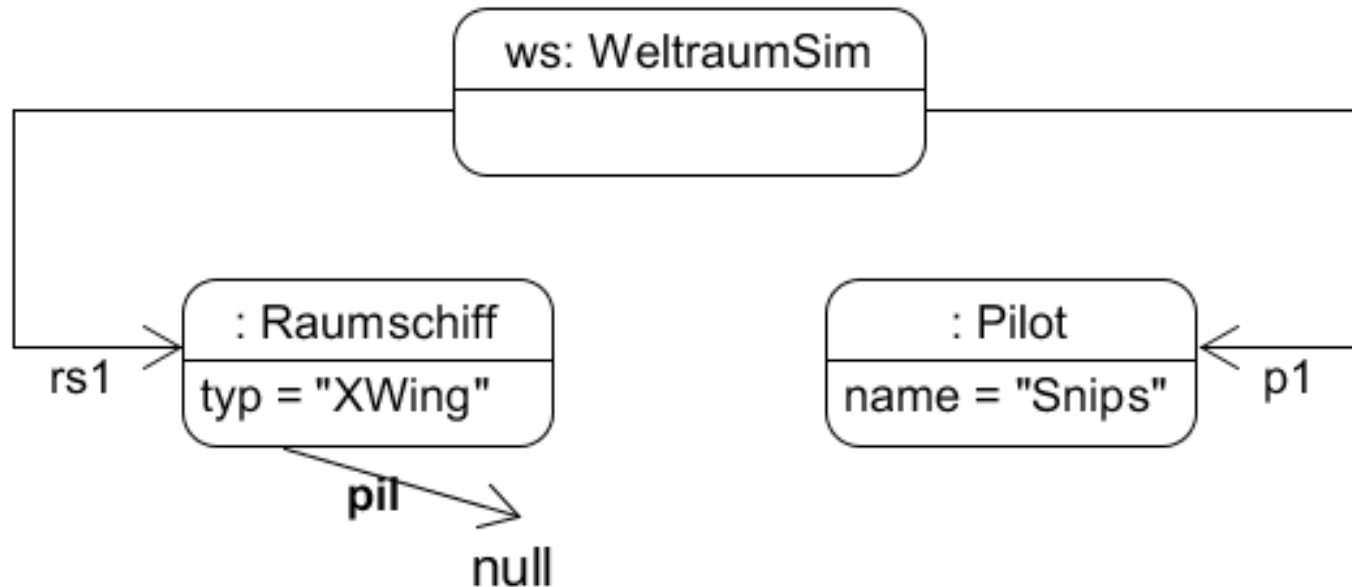 ws: WeltraumSim
: Raumschiff
typ = "XWing"
: Pilot
name = "Snips"
rs1
p1
pil
null